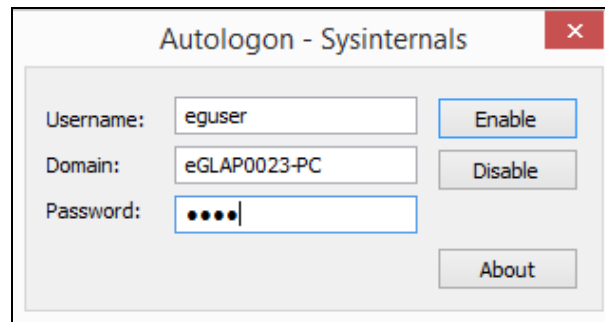 Autologon - Sysinternals
Username: eguser Enable
Domain: eGLAP0023-PC Disable
Password: ●●●●
About